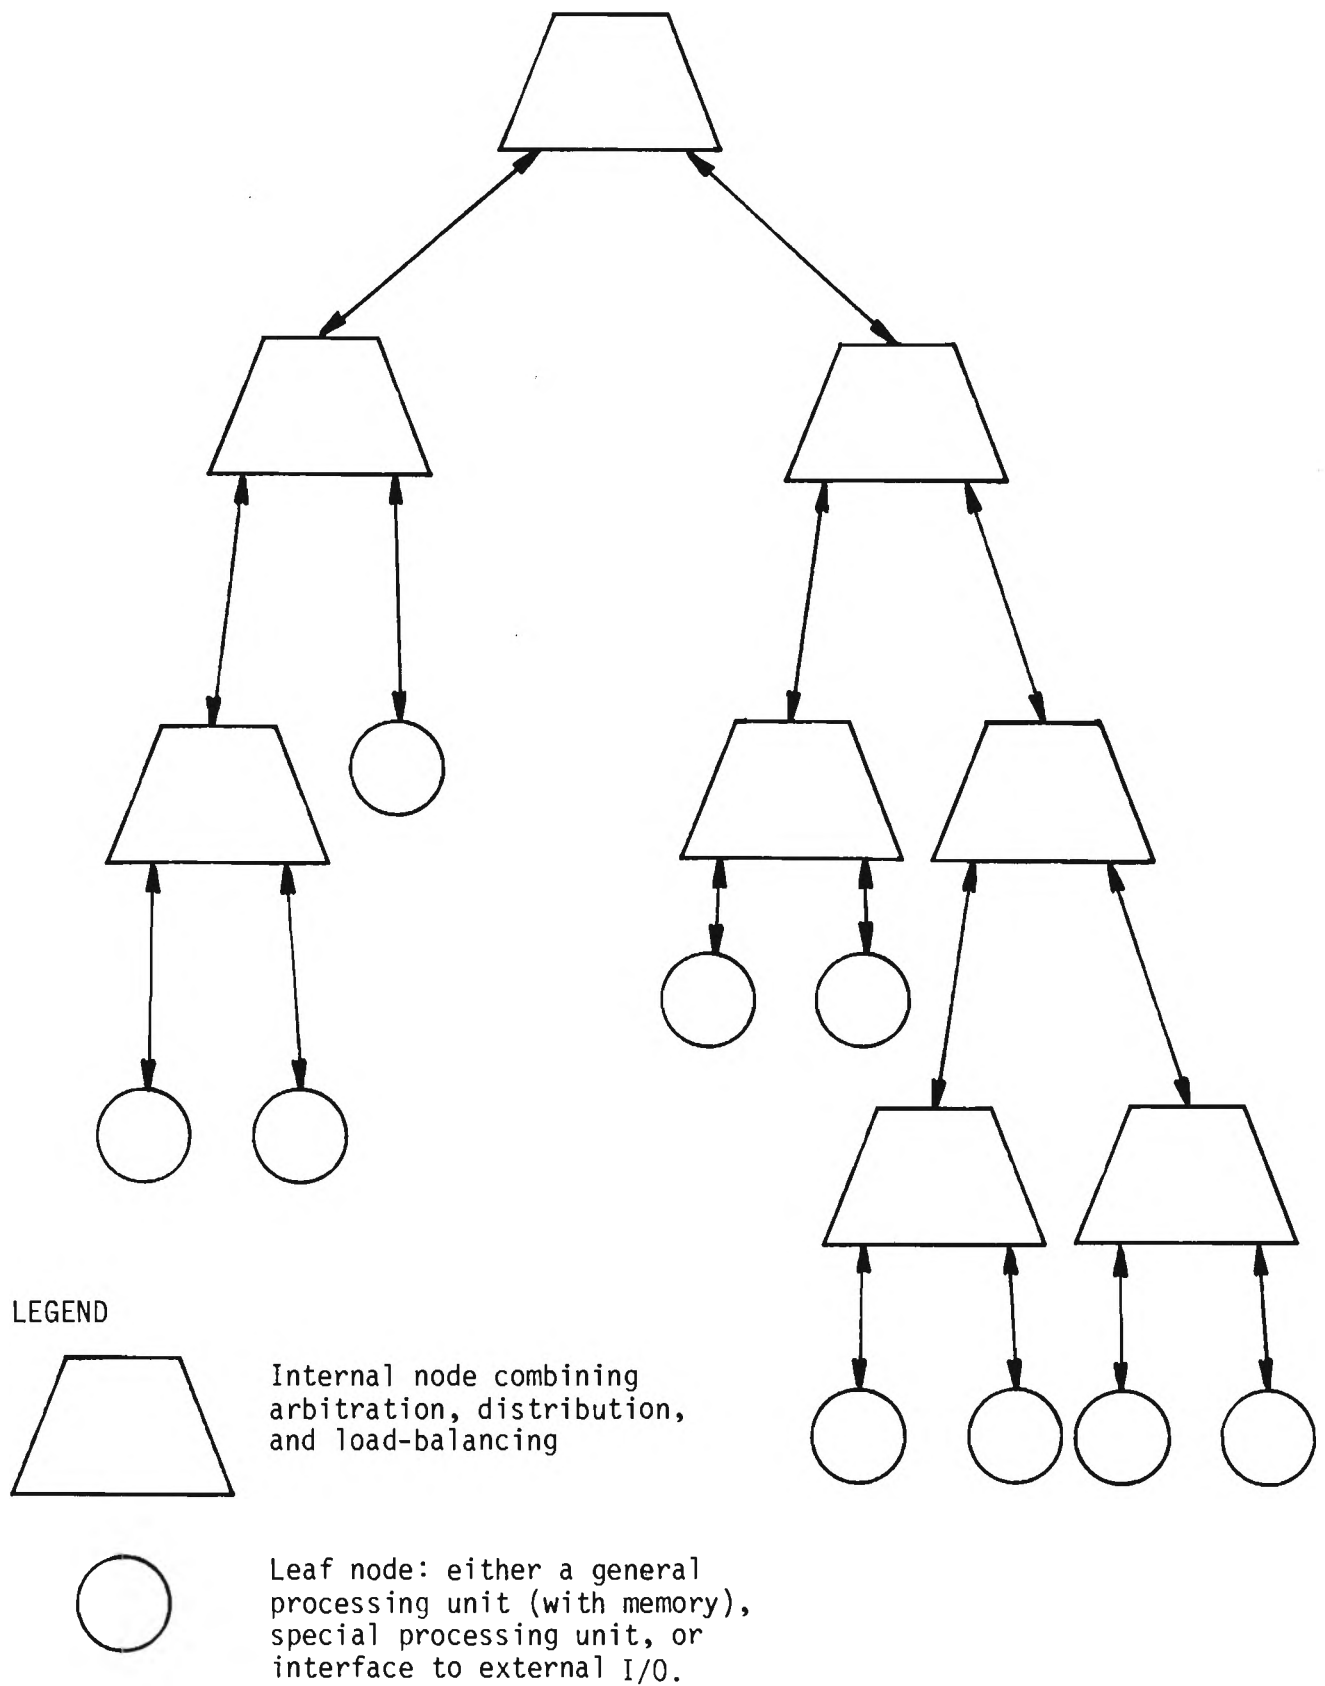 LEGEND
Internal node combining
arbitration, distribution,
and load-balancing
Leaf node: either a general
processing unit (with memory),
special processing unit, or
interface to external I/O.